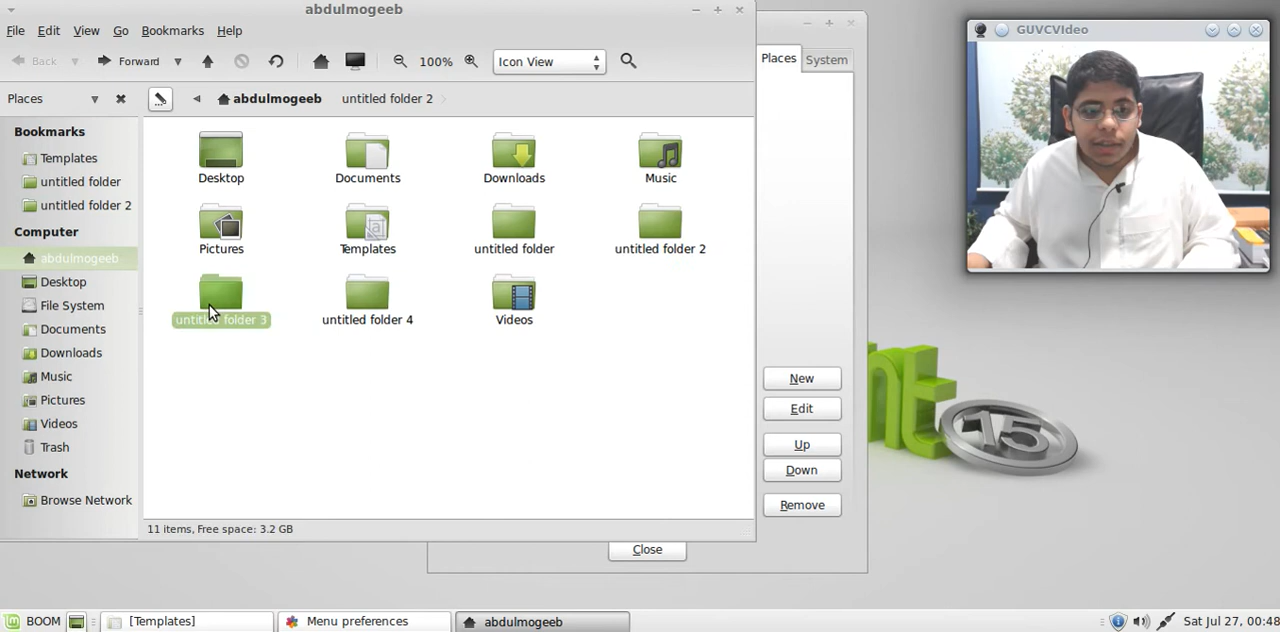 abdulmogeeb
File Edit View Go Bookmarks Help
Back Forward 100% Icon View
Places abdulmogeeb untitled folder 2
Bookmarks
Templates
untitled folder
untitled folder 2
Computer
abdulmogeeb
Desktop
File System
Documents
Downloads
Music
Pictures
Videos
Trash
Network
Browse Network
Desktop Documents Downloads Music
Pictures Templates untitled folder untitled folder 2
untitled folder 3 untitled folder 4 Videos
11 items, Free space: 3.2 GB
Places System
New
Edit
Up
Down
Remove
Close
GUVCVIdeo
nt 15
BOOM [Templates] Menu preferences abdulmogeeb Sat Jul 27, 00:48